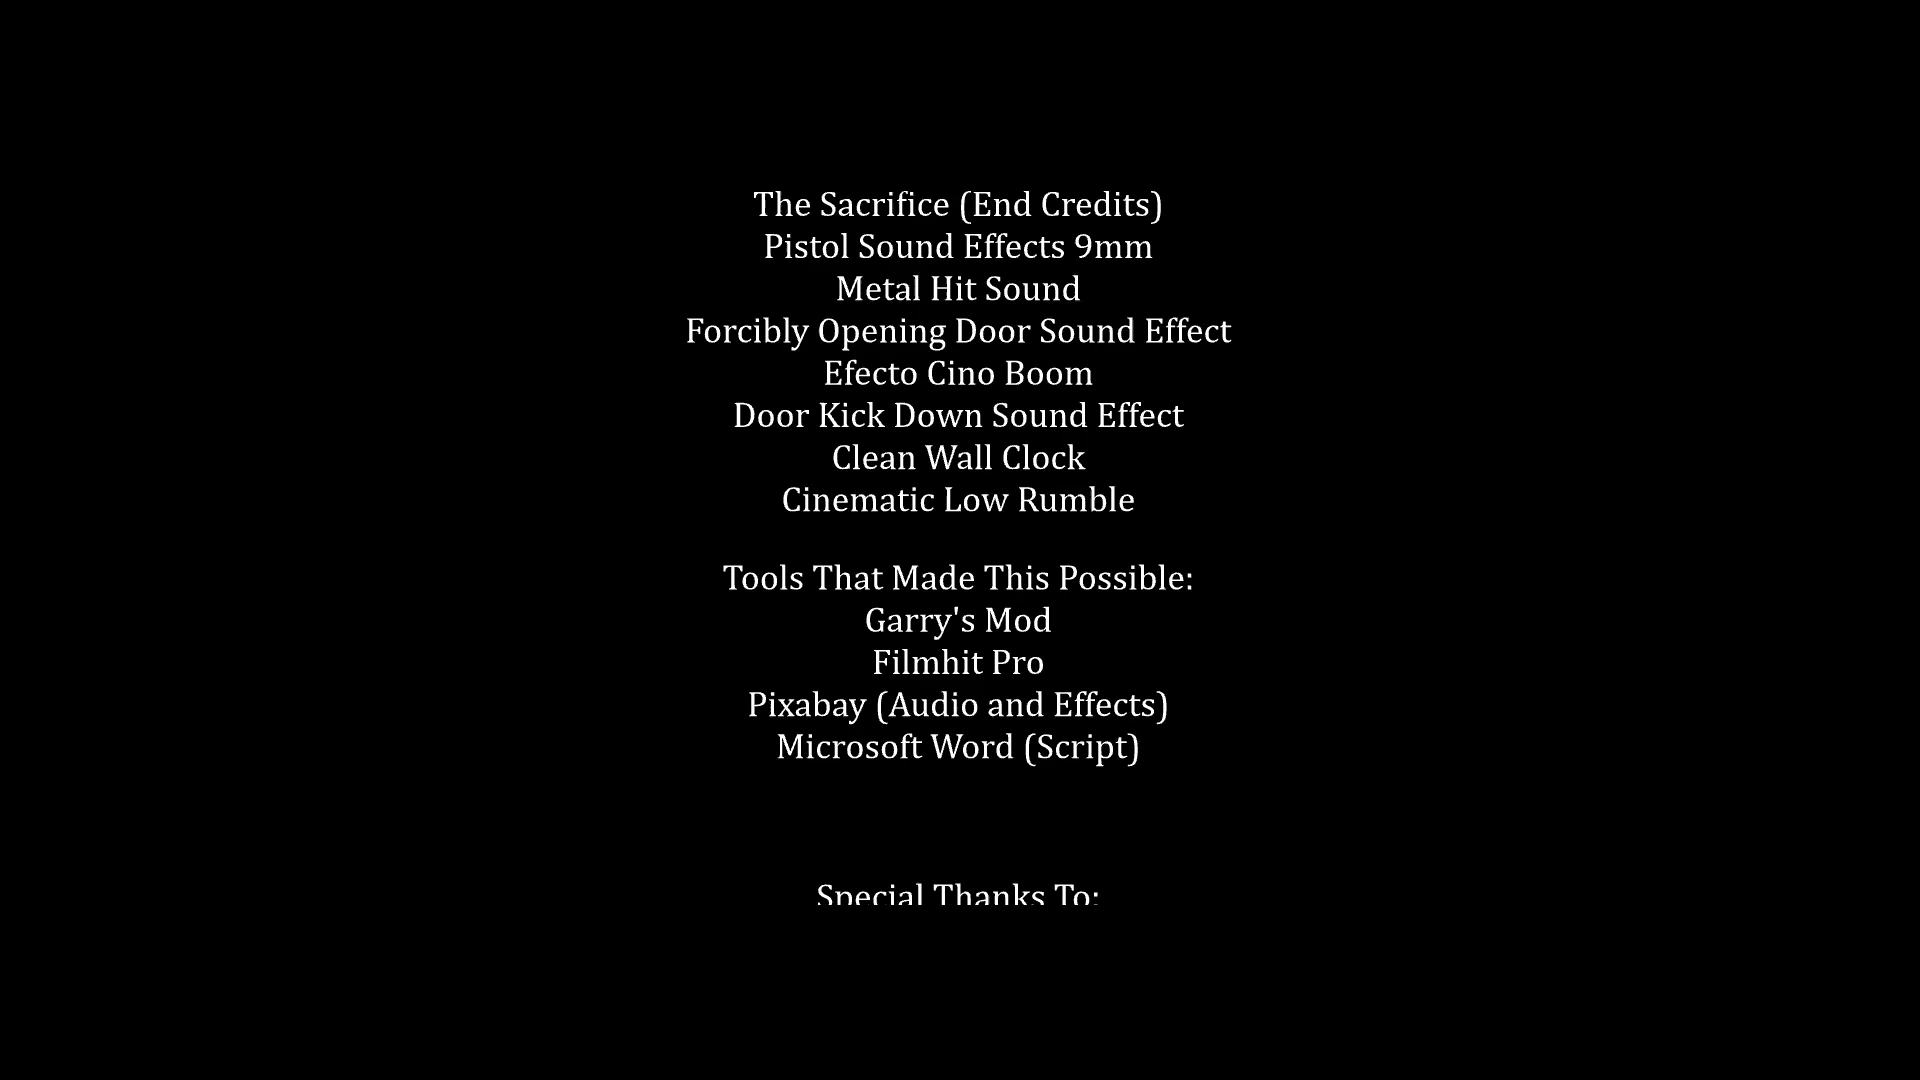 The Sacrifice (End Credits)
Pistol Sound Effects 9mm
Metal Hit Sound
Forcibly Opening Door Sound Effect
Efecto Cino Boom
Door Kick Down Sound Effect
Clean Wall Clock
Cinematic Low Rumble
Tools That Made This Possible:
Garry's Mod
Filmhit Pro
Pixabay (Audio and Effects)
Microsoft Word (Script)
Special Thanks To: